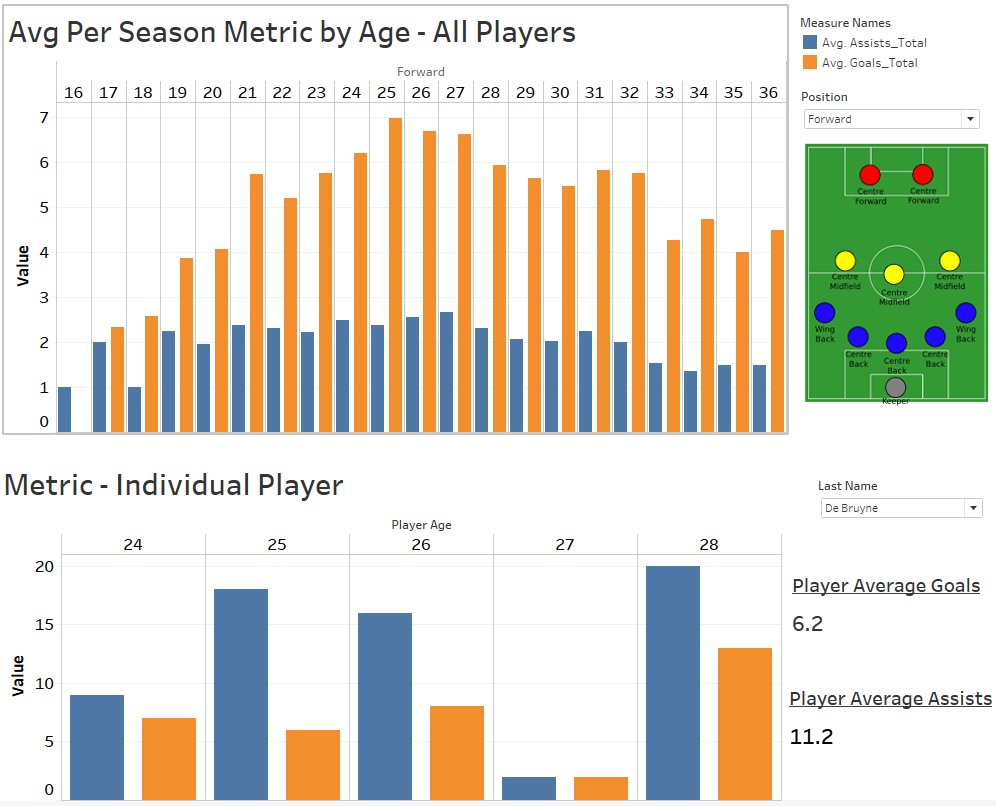 Avg Per Season Metric by Age - All Players
Forward
16 17 18 19 20 21 22 23 24 25 26 27 28 29 30 31 32 33 34 35 36
7
6
5
4
3
2
1
0
Value
Measure Names
Avg. Assists_Total
Avg. Goals_Total
Position
Forward
Centre Forward
Centre Forward
Centre Midfield
Centre Midfield
Centre Midfield
Wing Back
Wing Back
Centre Back
Centre Back
Centre Back
Keeper
Metric - Individual Player
Last Name
De Bruyne
Player Age
24 25 26 27 28
20
15
10
5
0
Value
Player Average Goals
6.2
Player Average Assists
11.2